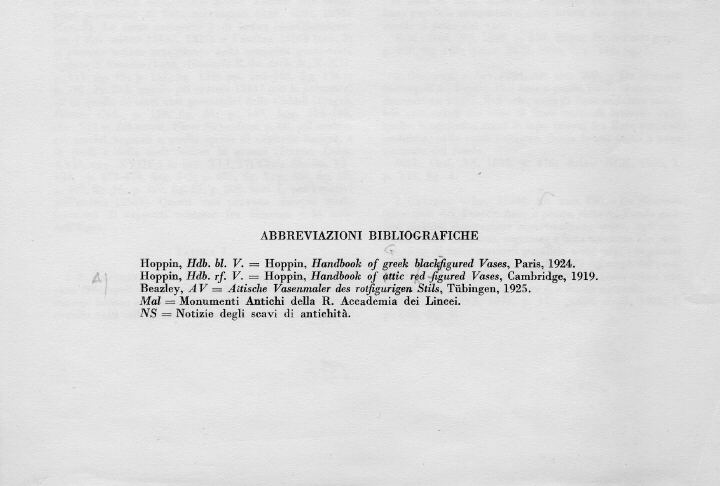 ABBREVIAZIONI BIBLIOGRAFICHE
G
Hoppin, Hdb. bl. V. = Hoppin, Handbook of greek blackfigured Vases, Paris, 1924.
A| Hoppin, Hdb. rf. V. = Hoppin, Handbook of attic red figured Vases, Cambridge, 1919.
Beazley, AV = Attische Vasenmaler des rotfigurigen Stils, Tübingen, 1925.
Mal = Monumenti Antichi della R. Accademia dei Lincei.
NS = Notizie degli scavi di antichità.